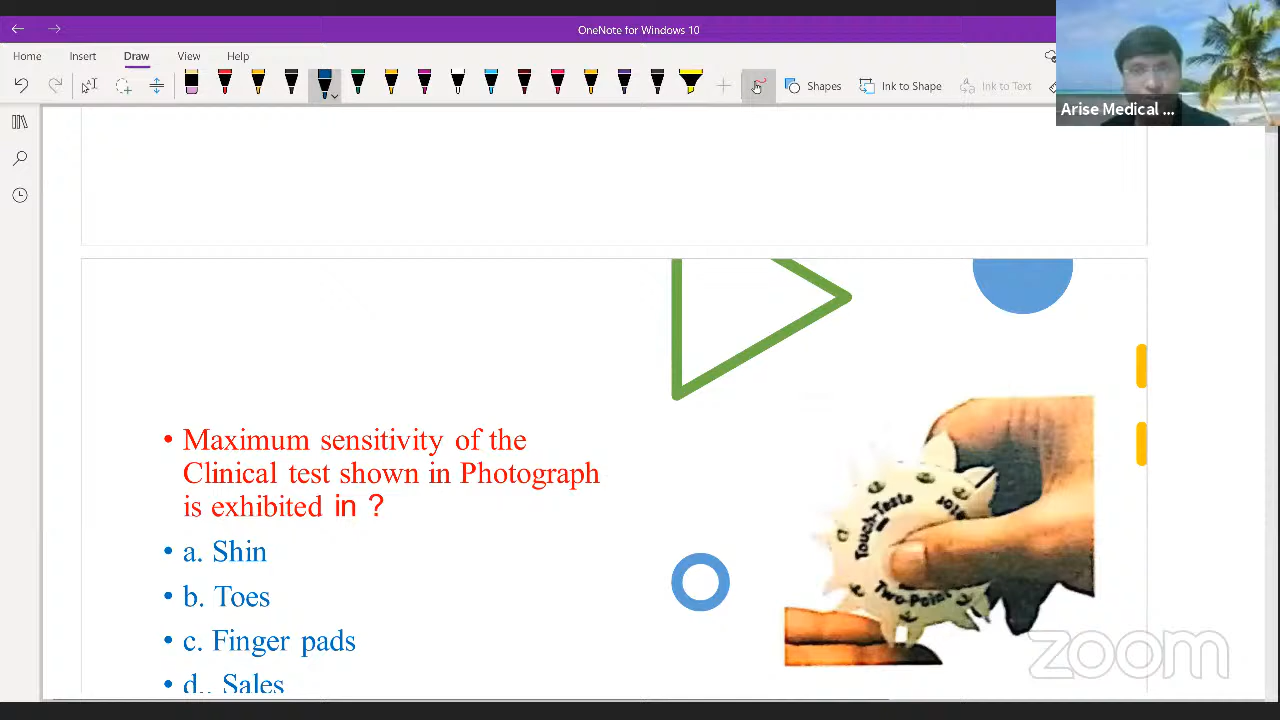 OneNote for Windows 10
Home Insert Draw View Help
Shapes Ink to Shape Ink to Text
Arise Medical ...
• Maximum sensitivity of the
Clinical test shown in Photograph
is exhibited in ?
• a. Shin
• b. Toes
• c. Finger pads
• d.. Sales
Touch-Tests
Two-Point
zoom